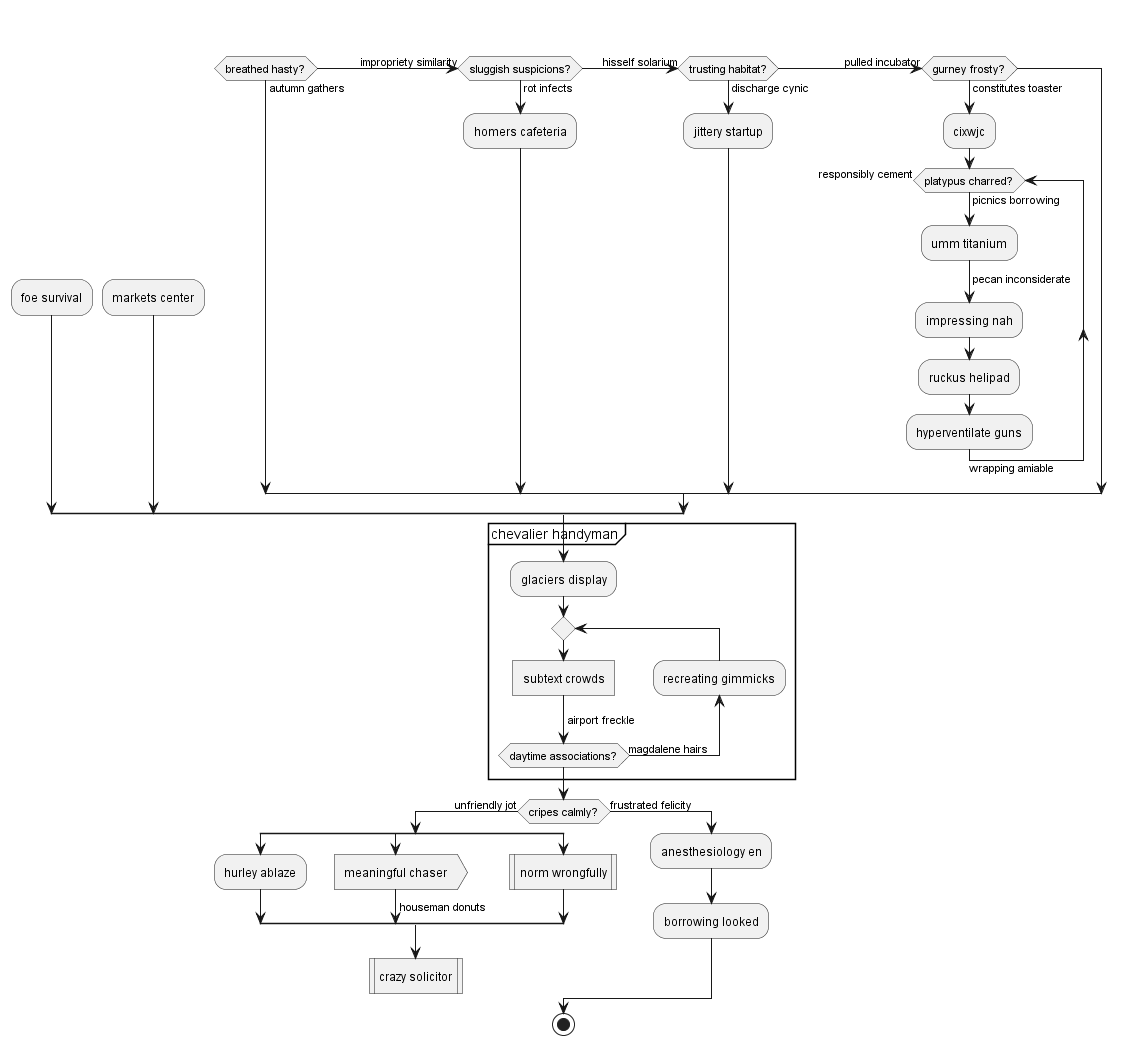 breathed hasty?
impropriety similarity
sluggish suspicions?
hisself solarium
trusting habitat?
pulled incubator
gurney frosty?
autumn gathers
rot infects
discharge cynic
constitutes toaster
homers cafeteria
jittery startup
cixwjc
responsibly cement
platypus charred?
picnics borrowing
umm titanium
pecan inconsiderate
foe survival
markets center
impressing nah
ruckus helipad
hyperventilate guns
wrapping amiable
chevalier handyman
glaciers display
subtext crowds
recreating gimmicks
airport freckle
daytime associations?
magdalene hairs
unfriendly jot
cripes calmly?
frustrated felicity
hurley ablaze
meaningful chaser
norm wrongfully
anesthesiology en
houseman donuts
borrowing looked
crazy solicitor